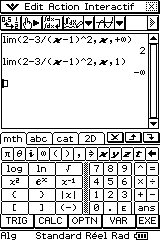 Edit Action Interactif
lim(2-3/(x-1)^2,x,+∞)
2
lim(2-3/(x-1)^2,x,1)
-∞
mth abc cat 2D
π θ i ∞ ( ) , ⇒ x y z t
log ln √ 7 8 9 ^ =
x² eˣ x⁻¹ 4 5 6 × ÷
( ) |x| 1 2 3 + -
[ ] (-) 0 . E ans
TRIG CALC OPTN VAR EXE
Alg Standard Réel Rad